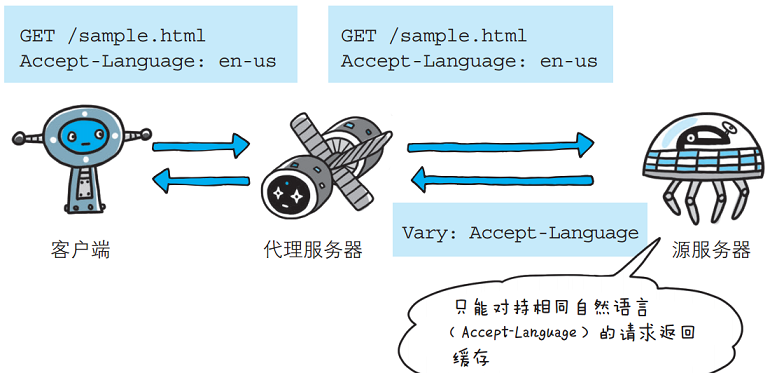 GET /sample.html
Accept-Language: en-us
GET /sample.html
Accept-Language: en-us
客户端
代理服务器
Vary: Accept-Language
源服务器
只能对持相同自然语言
(Accept-Language)的请求返回
缓存